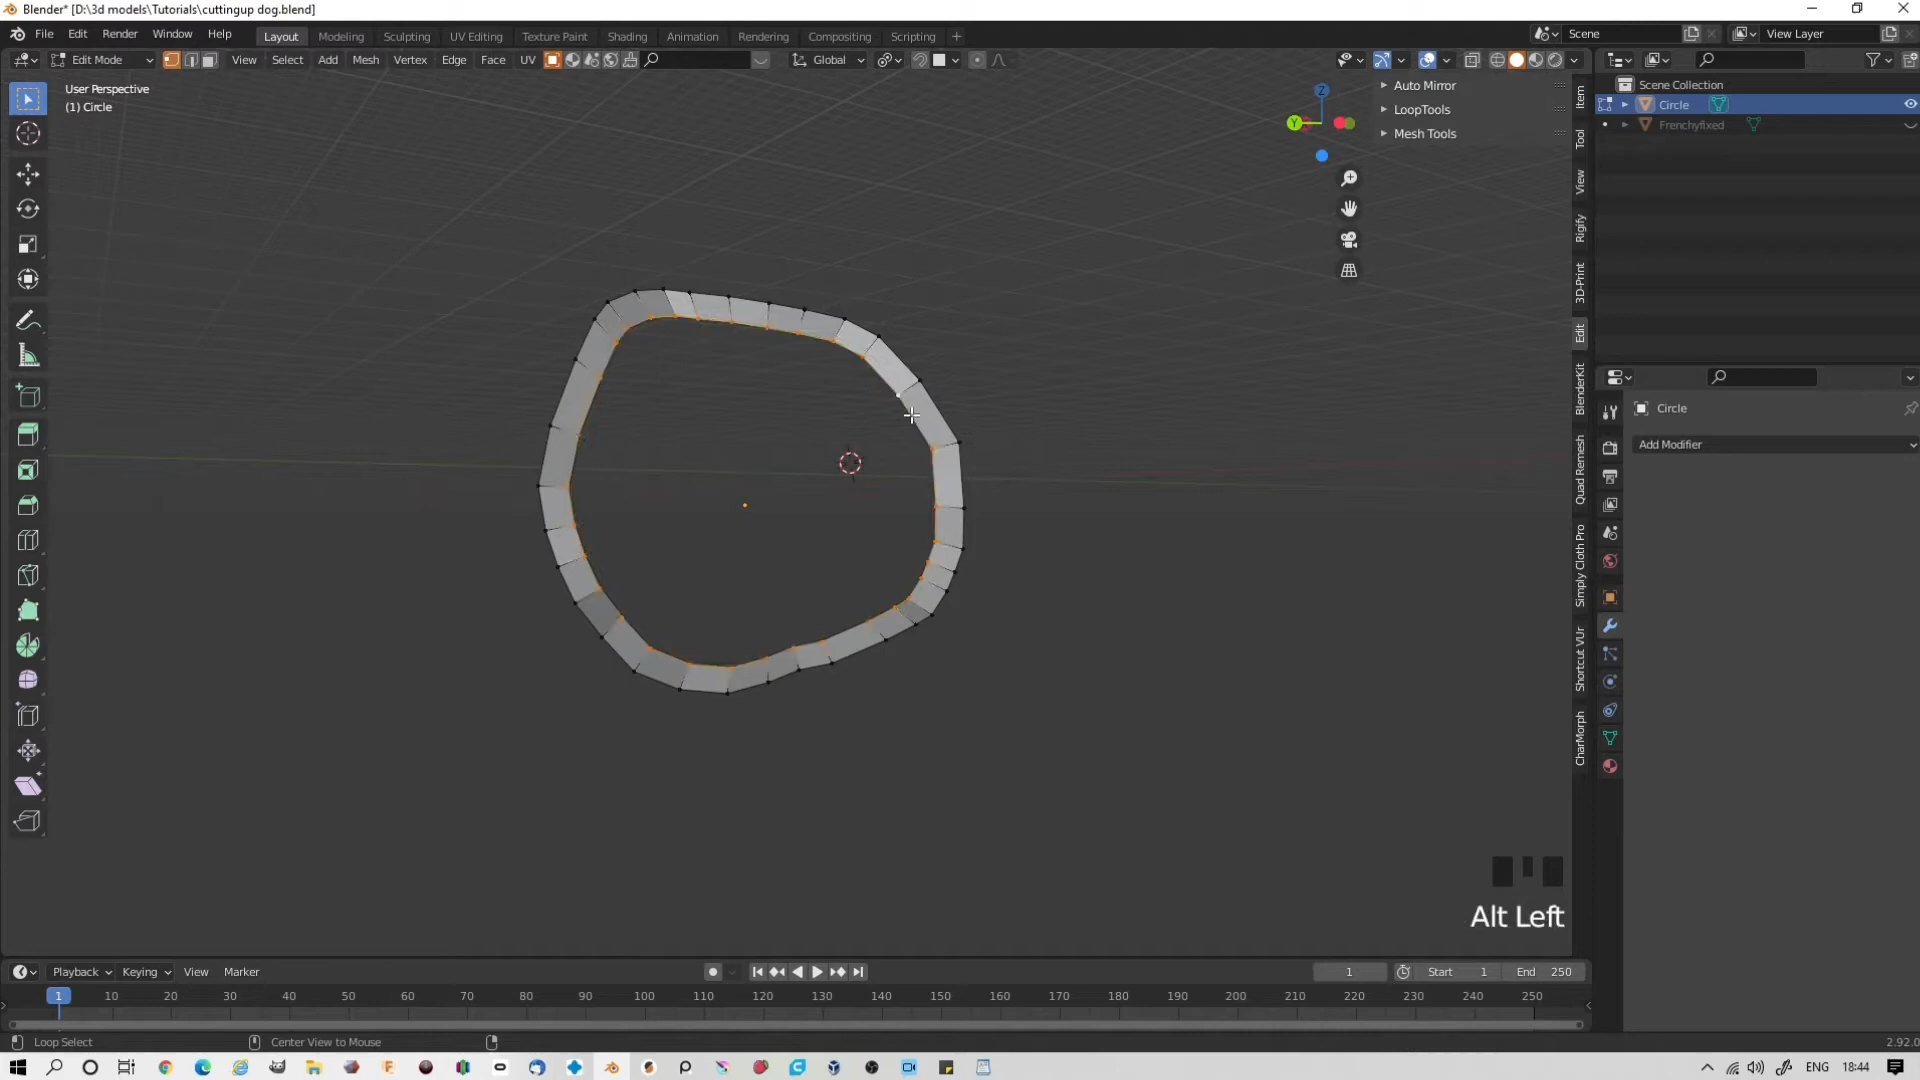 Blender* [D:\3d models\Tutorials\cuttingup dog.blend]
File Edit Render Window Help Layout Modeling Sculpting UV Editing Texture Paint Shading Animation Rendering Compositing Scripting + Scene View Layer
Edit Mode View Select Add Mesh Vertex Edge Face UV Global
User Perspective
(1) Circle
Auto Mirror
LoopTools
Mesh Tools
Z
Y
Item
Tool
View
Rigify
3D-Print
Edit
BlenderKit
Quad Remesh
Simply Cloth Pro
Shortcut VUr
CharMorph
Scene Collection
Circle
Frenchyfixed
Circle
Add Modifier
Alt Left
Playback Keying View Marker 1 Start 1 End 250
1 10 20 30 40 50 60 70 80 90 100 110 120 130 140 150 160 170 180 190 200 210 220 230 240 250
Loop Select Center View to Mouse 2.92.0
ENG 18:44